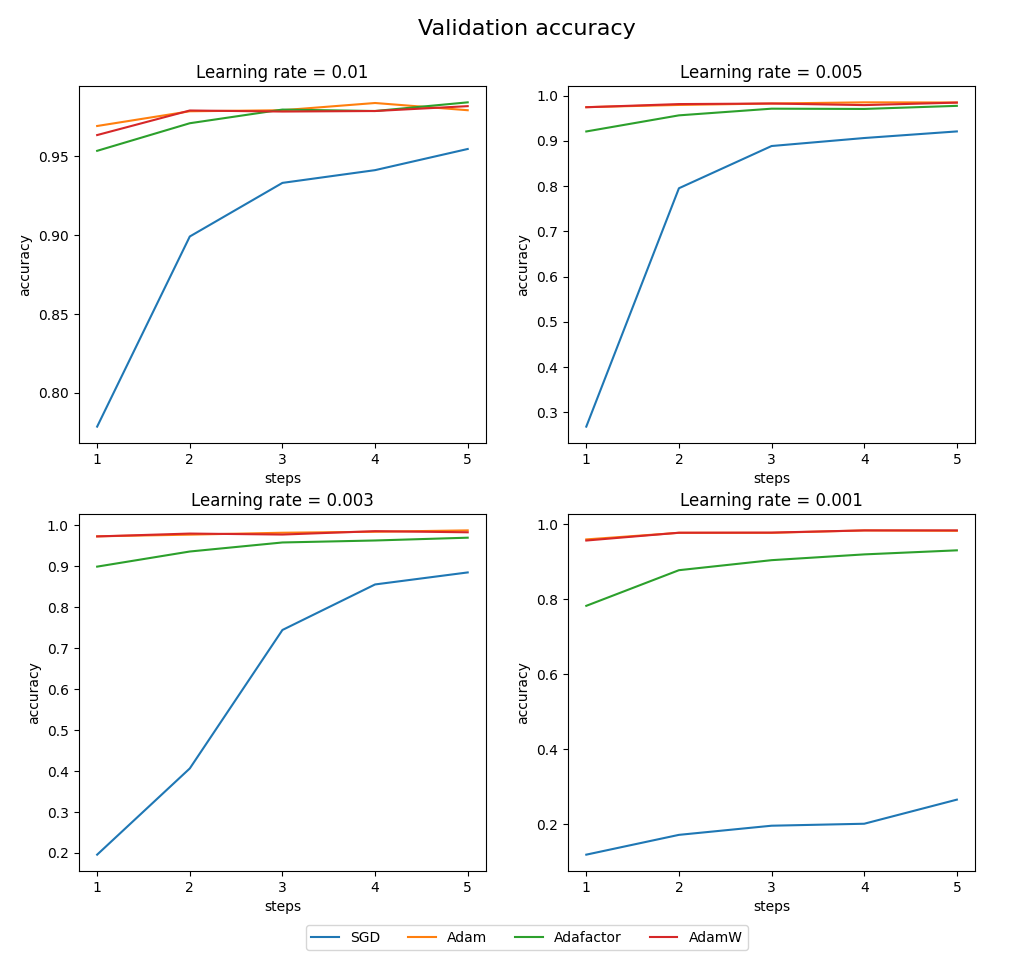 Validation accuracy
Learning rate = 0.01
accuracy
0.95
0.90
0.85
0.80
1 2 3 4 5
steps
Learning rate = 0.005
accuracy
1.0
0.9
0.8
0.7
0.6
0.5
0.4
0.3
1 2 3 4 5
steps
Learning rate = 0.003
accuracy
1.0
0.9
0.8
0.7
0.6
0.5
0.4
0.3
0.2
1 2 3 4 5
steps
Learning rate = 0.001
accuracy
1.0
0.8
0.6
0.4
0.2
1 2 3 4 5
steps
SGD Adam Adafactor AdamW